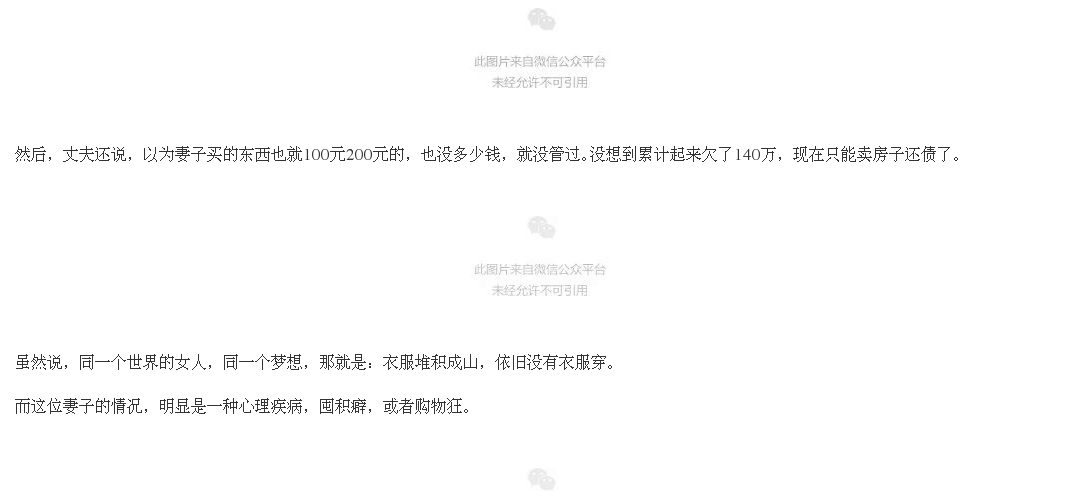 此图片来自微信公众平台
未经允许不可引用
然后，丈夫还说，以为妻子买的东西也就100元200元的，也没多少钱，就没管过。没想到累计起来欠了140万，现在只能卖房子还债了。
此图片来自微信公众平台
未经允许不可引用
虽然说，同一个世界的女人，同一个梦想，那就是：衣服堆积成山，依旧没有衣服穿。
而这位妻子的情况，明显是一种心理疾病，囤积癖，或者购物狂。